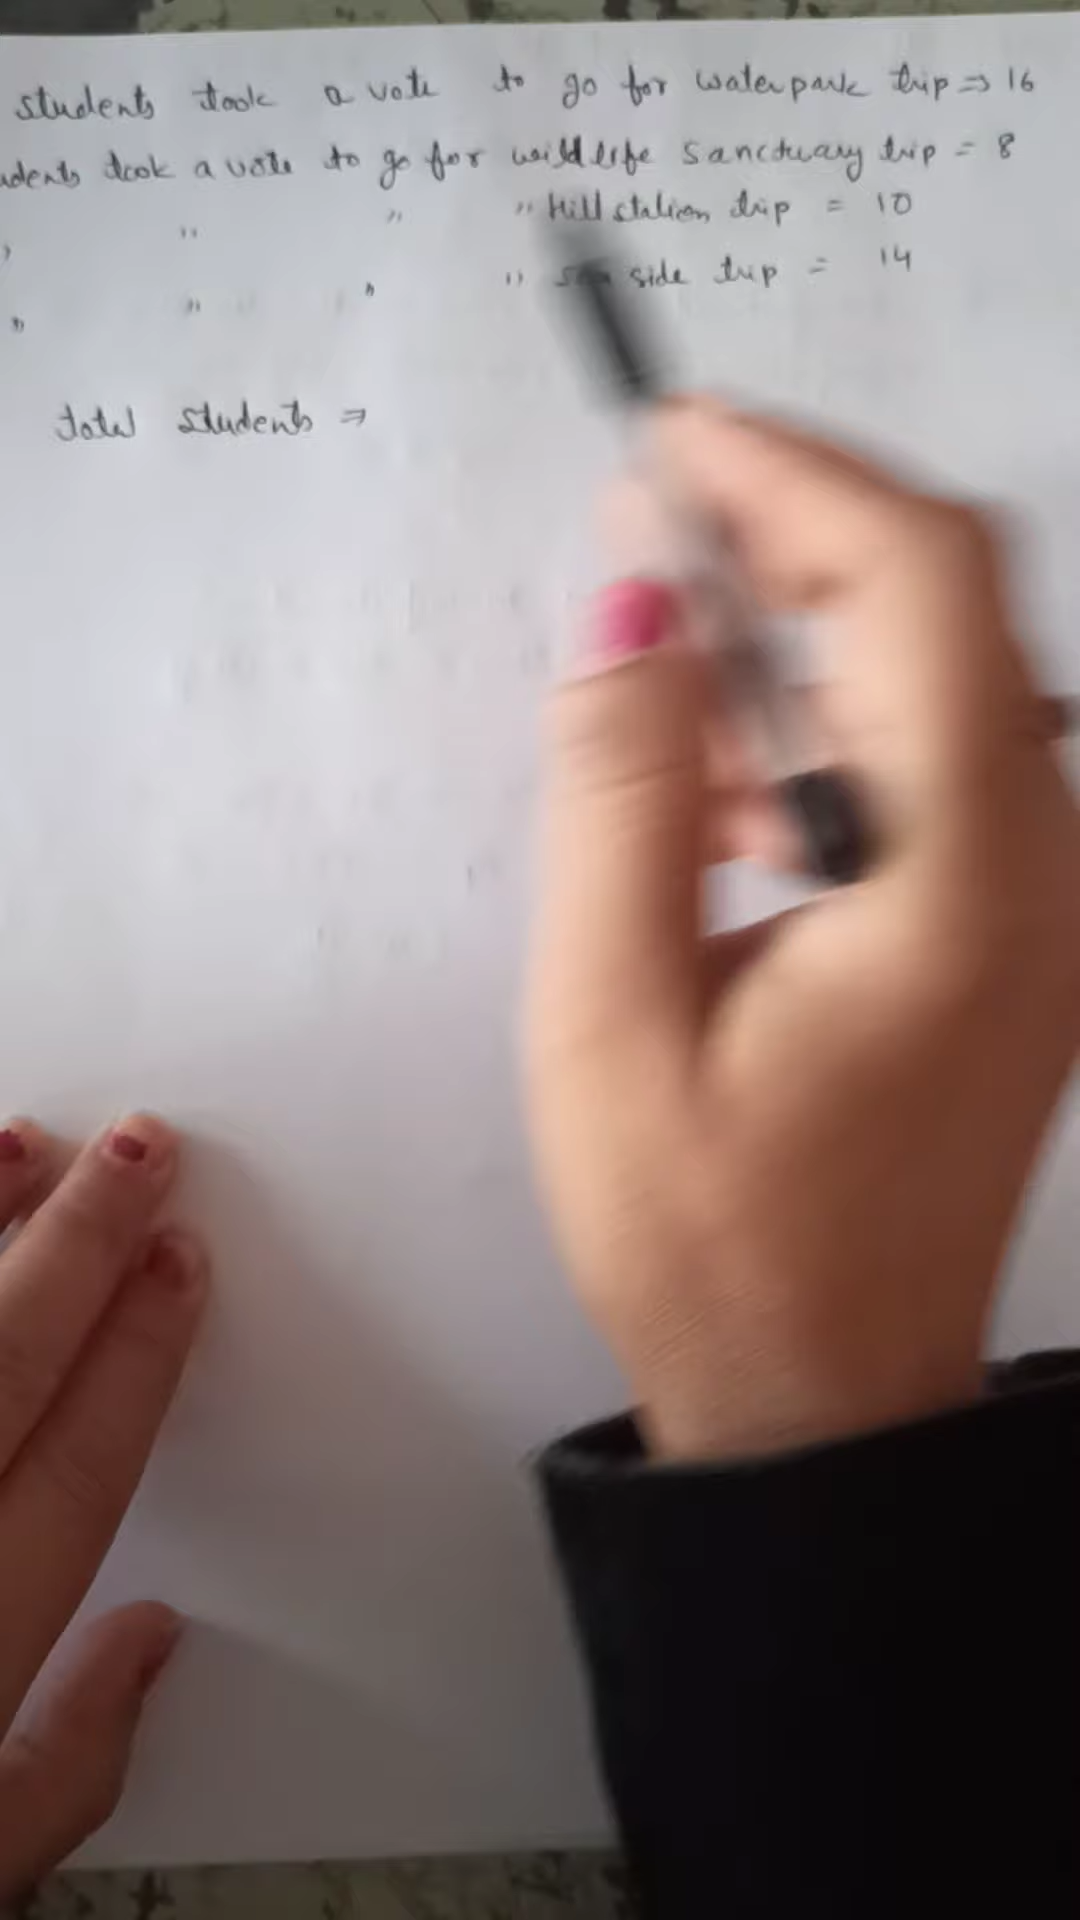 students took a vote to go for waterpark trip ⇒ 16
udents took a vote to go for wildlife Sanctuary trip = 8
" " " " Hill station trip = 10
" " " " side trip = 14
total students ⇒